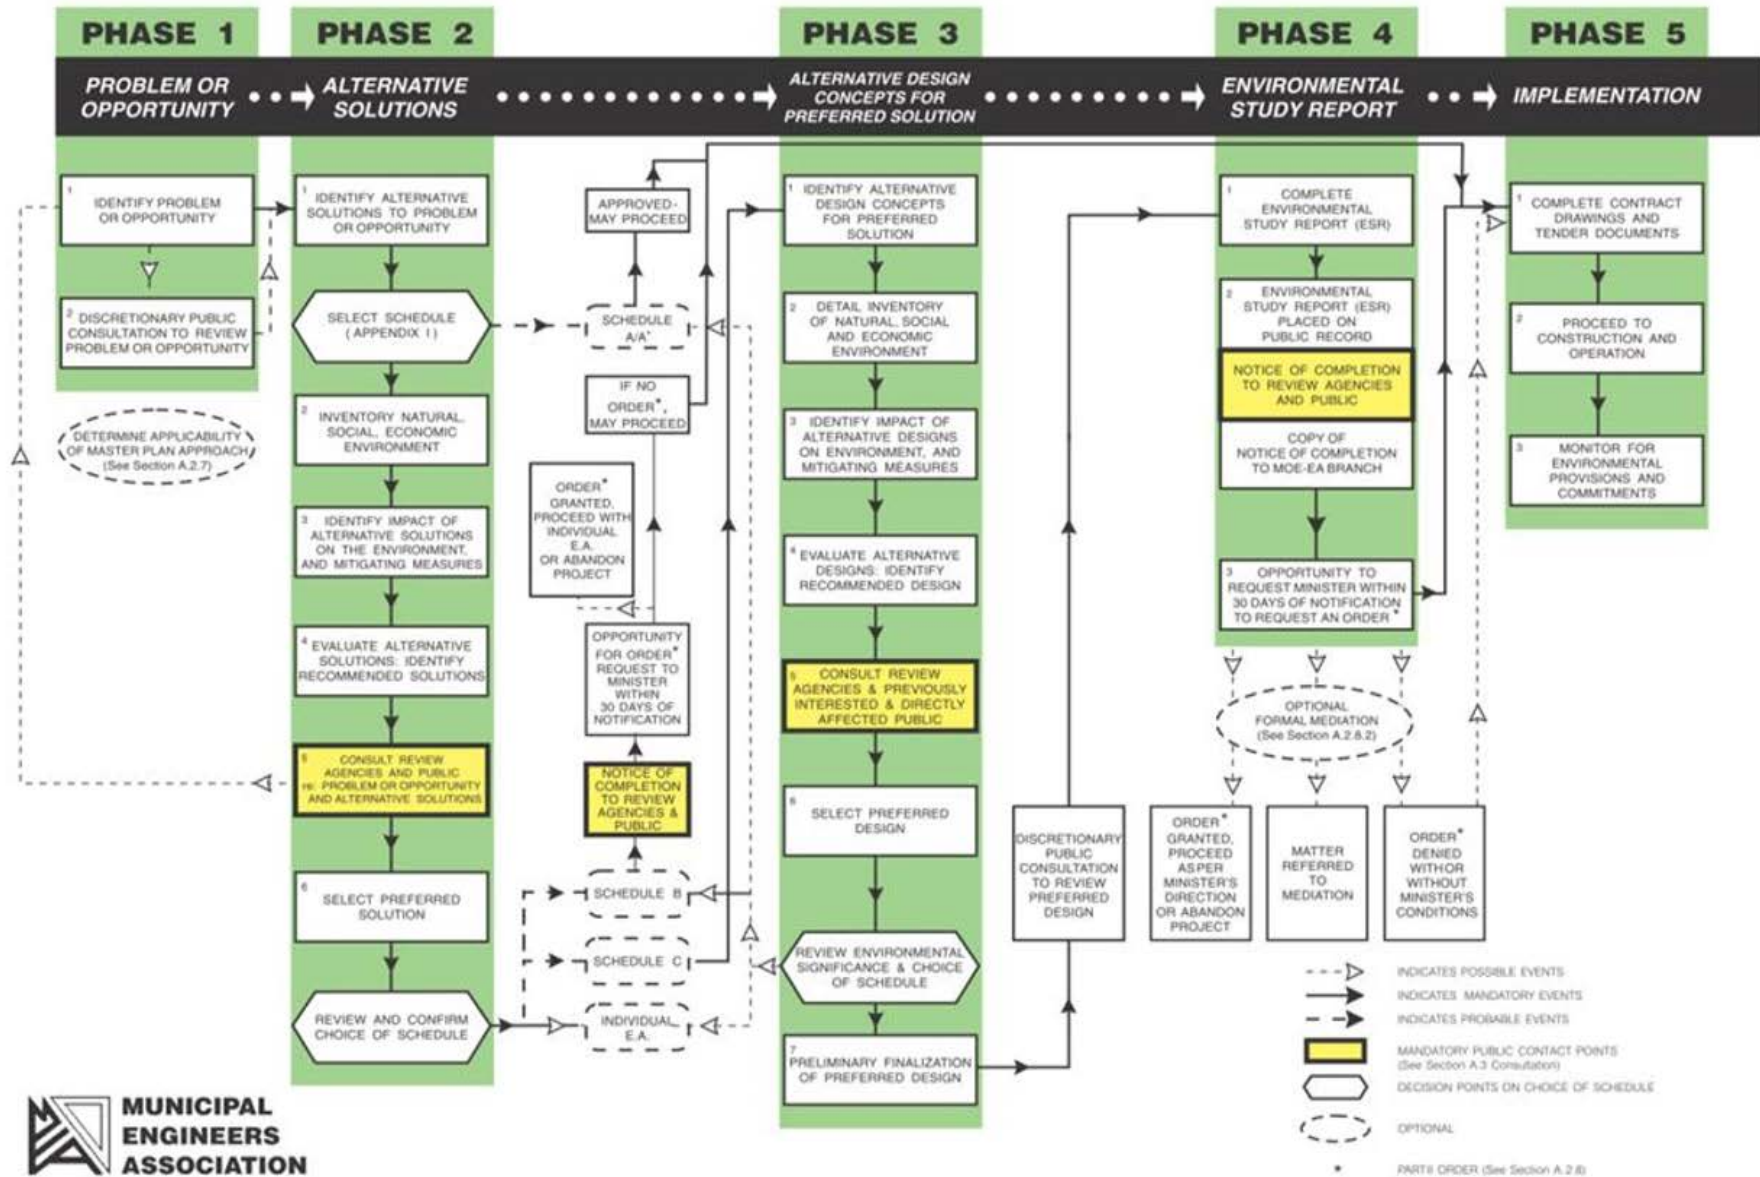 PHASE 1
PROBLEM OR
OPPORTUNITY
1
IDENTIFY PROBLEM
OR OPPORTUNITY
2
DISCRETIONARY PUBLIC
CONSULTATION TO REVIEW
PROBLEM OR OPPORTUNITY
DETERMINE APPLICABILITY
OF MASTER PLAN APPROACH
(See Section A.2.7)
PHASE 2
ALTERNATIVE
SOLUTIONS
1
IDENTIFY ALTERNATIVE
SOLUTIONS TO PROBLEM
OR OPPORTUNITY
SELECT SCHEDULE
( APPENDIX I )
2
INVENTORY NATURAL,
SOCIAL, ECONOMIC
ENVIRONMENT
3
IDENTIFY IMPACT OF
ALTERNATIVE SOLUTIONS
ON THE ENVIRONMENT,
AND MITIGATING MEASURES
4
EVALUATE ALTERNATIVE
SOLUTIONS: IDENTIFY
RECOMMENDED SOLUTIONS
5
CONSULT REVIEW
AGENCIES AND PUBLIC
re: PROBLEM OR OPPORTUNITY
AND ALTERNATIVE SOLUTIONS
6
SELECT PREFERRED
SOLUTION
REVIEW AND CONFIRM
CHOICE OF SCHEDULE
APPROVED-
MAY PROCEED
SCHEDULE
A/A+
IF NO
ORDER*,
MAY PROCEED
ORDER*
GRANTED,
PROCEED WITH
INDIVIDUAL
E.A.
OR ABANDON
PROJECT
OPPORTUNITY
FOR ORDER*
REQUEST TO
MINISTER
WITHIN
30 DAYS OF
NOTIFICATION
NOTICE OF
COMPLETION
TO REVIEW
AGENCIES &
PUBLIC
SCHEDULE B
SCHEDULE C
INDIVIDUAL
E.A.
PHASE 3
ALTERNATIVE DESIGN
CONCEPTS FOR
PREFERRED SOLUTION
1
IDENTIFY ALTERNATIVE
DESIGN CONCEPTS
FOR PREFERRED
SOLUTION
2
DETAIL INVENTORY
OF NATURAL, SOCIAL
AND ECONOMIC
ENVIRONMENT
3
IDENTIFY IMPACT OF
ALTERNATIVE DESIGNS
ON ENVIRONMENT, AND
MITIGATING MEASURES
4
EVALUATE ALTERNATIVE
DESIGNS: IDENTIFY
RECOMMENDED DESIGN
5
CONSULT REVIEW
AGENCIES & PREVIOUSLY
INTERESTED & DIRECTLY
AFFECTED PUBLIC
6
SELECT PREFERRED
DESIGN
REVIEW ENVIRONMENTAL
SIGNIFICANCE & CHOICE
OF SCHEDULE
7
PRELIMINARY FINALIZATION
OF PREFERRED DESIGN
DISCRETIONARY
PUBLIC
CONSULTATION
TO REVIEW
PREFERRED
DESIGN
PHASE 4
ENVIRONMENTAL
STUDY REPORT
1
COMPLETE
ENVIRONMENTAL
STUDY REPORT (ESR)
2
ENVIRONMENTAL
STUDY REPORT (ESR)
PLACED ON
PUBLIC RECORD
NOTICE OF COMPLETION
TO REVIEW AGENCIES
AND PUBLIC
COPY OF
NOTICE OF COMPLETION
TO MOE-EA BRANCH
3
OPPORTUNITY TO
REQUEST MINISTER WITHIN
30 DAYS OF NOTIFICATION
TO REQUEST AN ORDER *
OPTIONAL
FORMAL MEDIATION
(See Section A.2.8.2)
ORDER*
GRANTED,
PROCEED
ASPER
MINISTER'S
DIRECTION
OR ABANDON
PROJECT
MATTER
REFERRED
TO
MEDIATION
ORDER*
DENIED
WITHOR
WITHOUT
MINISTER'S
CONDITIONS
PHASE 5
IMPLEMENTATION
1
COMPLETE CONTRACT
DRAWINGS AND
TENDER DOCUMENTS
2
PROCEED TO
CONSTRUCTION AND
OPERATION
3
MONITOR FOR
ENVIRONMENTAL
PROVISIONS AND
COMMITMENTS
INDICATES POSSIBLE EVENTS
INDICATES MANDATORY EVENTS
INDICATES PROBABLE EVENTS
MANDATORY PUBLIC CONTACT POINTS
(See Section A.3 Consultation)
DECISION POINTS ON CHOICE OF SCHEDULE
OPTIONAL
* PARTII ORDER (See Section A.2.8)
MUNICIPAL
ENGINEERS
ASSOCIATION